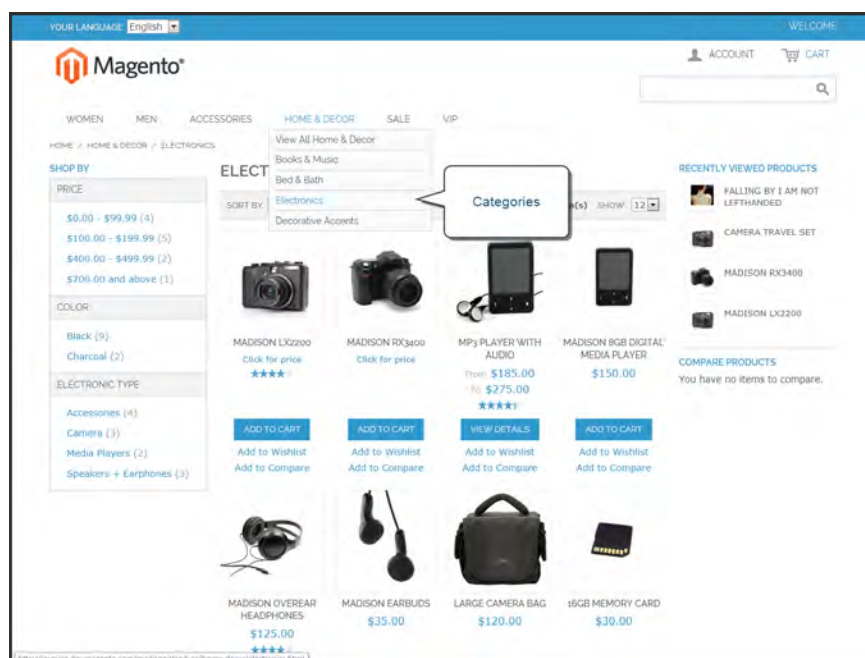 YOUR LANGUAGE: English
WELCOME
Magento®
ACCOUNT
CART
WOMEN MEN ACCESSORIES HOME & DECOR SALE VIP
HOME / HOME & DECOR / ELECTRONICS
View All Home & Decor
Books & Music
Bed & Bath
Electronics
Decorative Accents
Categories
SHOP BY
PRICE
$0.00 - $99.99 (4)
$100.00 - $199.99 (5)
$400.00 - $499.99 (2)
$700.00 and above (1)
COLOR
Black (9)
Charcoal (2)
ELECTRONIC TYPE
Accessories (4)
Camera (3)
Media Players (2)
Speakers + Earphones (3)
ELECT
SORT BY
(s) SHOW: 12
MADISON LX2200
Click for price
ADD TO CART
Add to Wishlist
Add to Compare
MADISON RX3400
Click for price
ADD TO CART
Add to Wishlist
Add to Compare
MP3 PLAYER WITH
AUDIO
From: $185.00
To: $275.00
VIEW DETAILS
Add to Wishlist
Add to Compare
MADISON 8GB DIGITAL
MEDIA PLAYER
$150.00
ADD TO CART
Add to Wishlist
Add to Compare
MADISON OVEREAR
HEADPHONES
$125.00
MADISON EARBUDS
$35.00
LARGE CAMERA BAG
$120.00
16GB MEMORY CARD
$30.00
RECENTLY VIEWED PRODUCTS
FALLING BY I AM NOT
LEFTHANDED
CAMERA TRAVEL SET
MADISON RX3400
MADISON LX2200
COMPARE PRODUCTS
You have no items to compare.